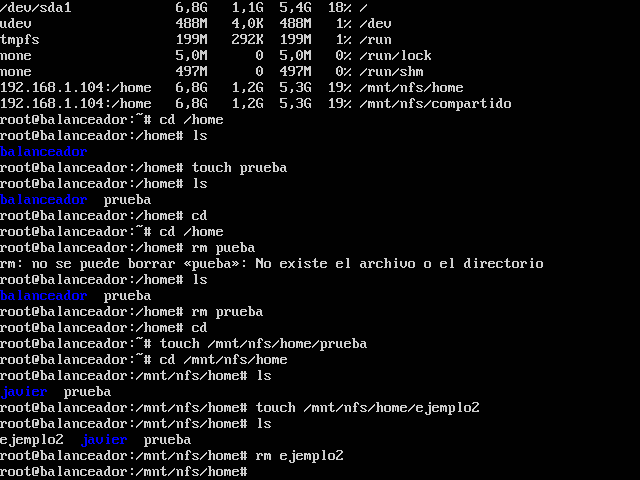 /dev/sda1        6,8G   1,1G  5,4G  18% /
udev             488M   4,0K  488M   1% /dev
tmpfs            199M   292K  199M   1% /run
none             5,0M      0  5,0M   0% /run/lock
none             497M      0  497M   0% /run/shm
192.168.1.104:/home   6,8G   1,2G  5,3G  19% /mnt/nfs/home
192.168.1.104:/home   6,8G   1,2G  5,3G  19% /mnt/nfs/compartido
root@balanceador:~# cd /home
root@balanceador:/home# ls
balanceador
root@balanceador:/home# touch prueba
root@balanceador:/home# ls
balanceador  prueba
root@balanceador:/home# cd
root@balanceador:~# cd /home
root@balanceador:/home# rm pueba
rm: no se puede borrar «pueba»: No existe el archivo o el directorio
root@balanceador:/home# ls
balanceador  prueba
root@balanceador:/home# rm prueba
root@balanceador:/home# cd
root@balanceador:~# touch /mnt/nfs/home/prueba
root@balanceador:~# cd /mnt/nfs/home
root@balanceador:/mnt/nfs/home# ls
javier  prueba
root@balanceador:/mnt/nfs/home# touch /mnt/nfs/home/ejemplo2
root@balanceador:/mnt/nfs/home# ls
ejemplo2  javier  prueba
root@balanceador:/mnt/nfs/home# rm ejemplo2
root@balanceador:/mnt/nfs/home#